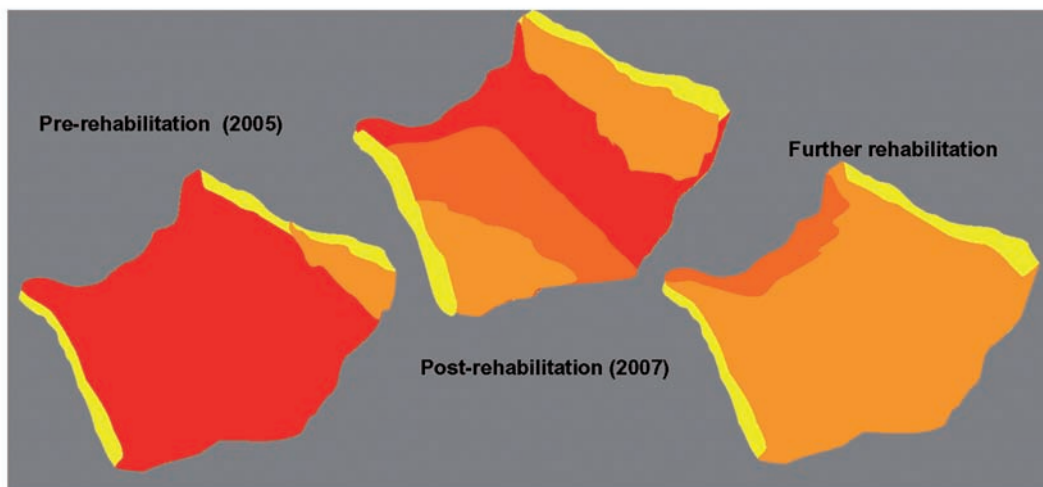 Pre-rehabilitation (2005)
Further rehabilitation
Post-rehabilitation (2007)